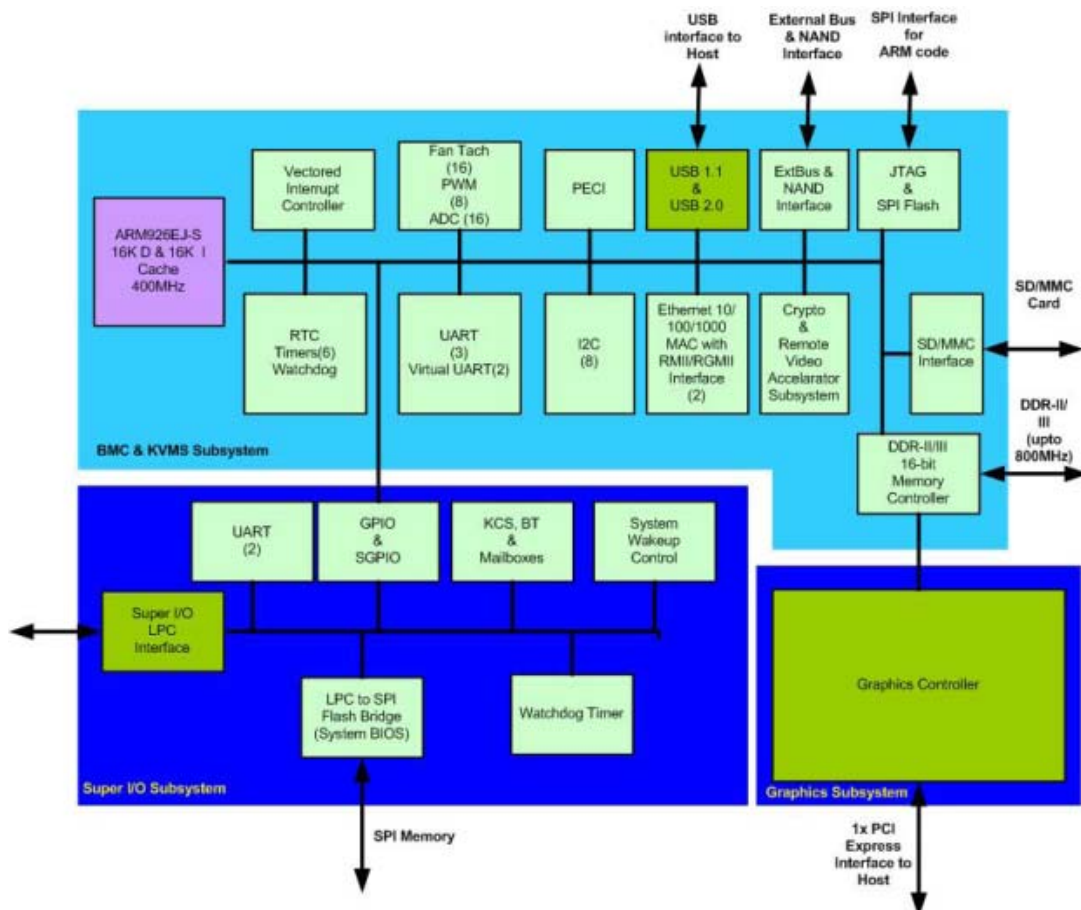 USB
interface to
Host
External Bus
& NAND
Interface
SPI Interface
for
ARM code
Vectored
Interrupt
Controller
Fan Tach
(16)
PWM
(8)
ADC (16)
PECI
USB 1.1
&
USB 2.0
ExtBus &
NAND
Interface
JTAG
&
SPI Flash
ARM926EJ-S
16K D & 16K I
Cache
400MHz
RTC
Timers(6)
Watchdog
UART
(3)
Virtual UART(2)
I2C
(8)
Ethernet 10/
100/1000
MAC with
RMII/RGMII
Interface
(2)
Crypto
&
Remote
Video
Accelarator
Subsystem
SD/MMC
Interface
SD/MMC
Card
DDR-II/III
16-bit
Memory
Controller
DDR-II/
III
(upto
800MHz)
BMC & KVMS Subsystem
UART
(2)
GPIO
&
SGPIO
KCS, BT
&
Mailboxes
System
Wakeup
Control
Super I/O
LPC
Interface
LPC to SPI
Flash Bridge
(System BIOS)
Watchdog Timer
Super I/O Subsystem
SPI Memory
Graphics Controller
Graphics Subsystem
1x PCI
Express
Interface to
Host